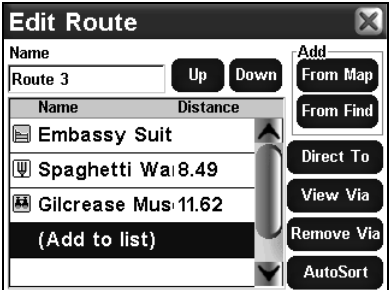 Edit Route
Name
Route 3
Up
Down
Add
From Map
From Find
Name Distance
Embassy Suit
Spaghetti Wa 8.49
Gilcrease Mus 11.62
(Add to list)
Direct To
View Via
Remove Via
AutoSort